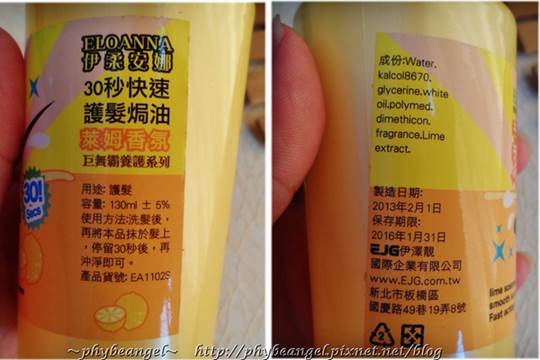 ELOANNA
伊柔安娜
30秒快速
護髮焗油
萊姆香氛
巨無霸養護系列
30!
Secs
用途: 護髮
容量: 130ml ± 5%
使用方法:洗髮後,
再將本品抹於髮上
,停留30秒後,再
沖淨即可。
產品貨號: EA1102S
成份:Water.
kalcol8670.
glycerine.white
oil.polymed.
dimethicon.
fragrance.Lime
extract.
製造日期:
2013年2月1日
保存期限:
2016年1月31日
EJG伊澤靚
國際企業有限公司
www.EJG.com.tw
新北市板橋區
國慶路49巷19弄8號
lime scen
smooth
Fast acti
~phybeangel~ http://phybeangel.pixnet.net/blog